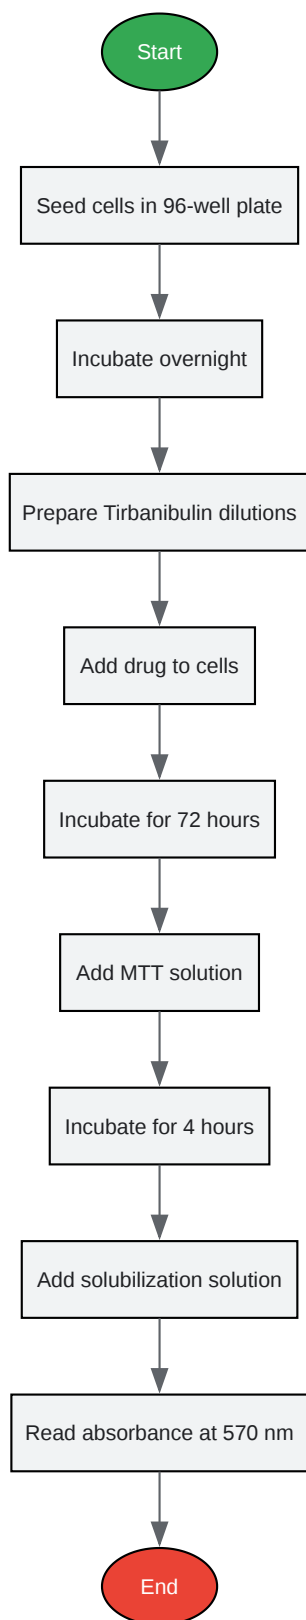 Start
Seed cells in 96-well plate
Incubate overnight
Prepare Tirbanibulin dilutions
Add drug to cells
Incubate for 72 hours
Add MTT solution
Incubate for 4 hours
Add solubilization solution
Read absorbance at 570 nm
End